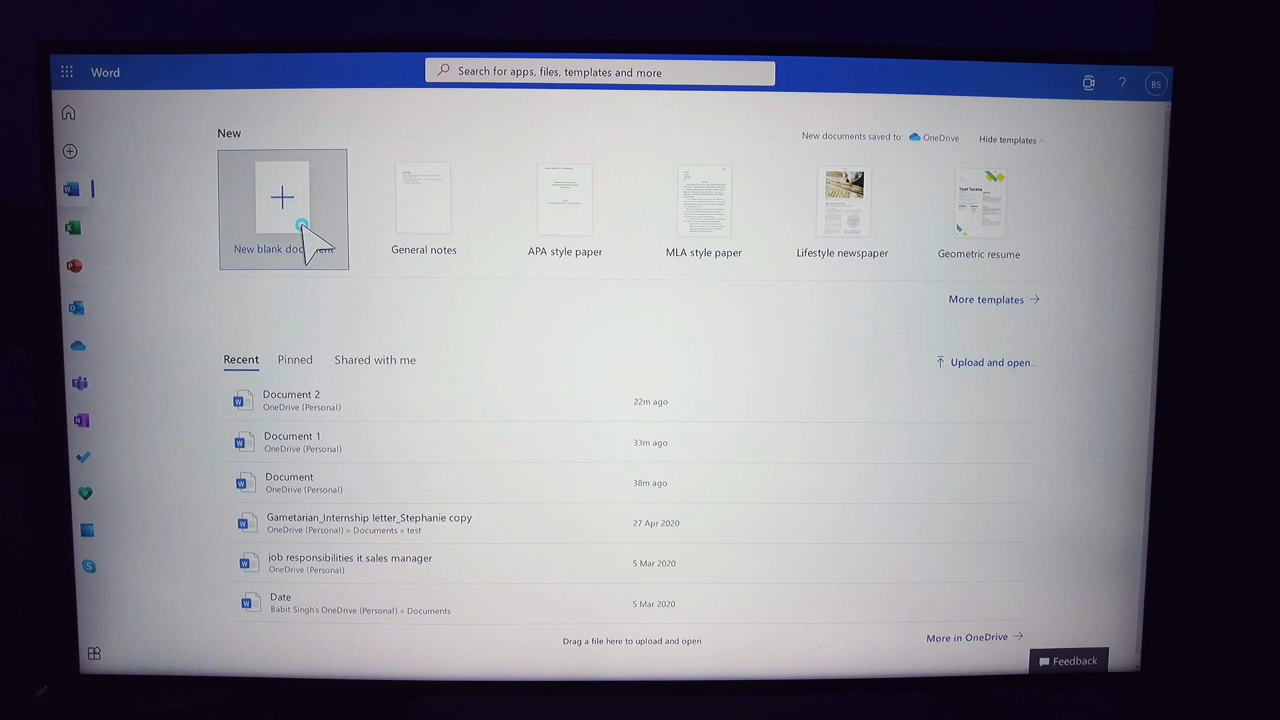 Word
Search for apps, files, templates and more
?
BS
New
New documents saved to: OneDrive
Hide templates
New blank document
General notes
APA style paper
MLA style paper
Lifestyle newspaper
Geometric resume
More templates
Recent
Pinned
Shared with me
Upload and open...
Document 2
OneDrive (Personal)
22m ago
Document 1
OneDrive (Personal)
33m ago
Document
OneDrive (Personal)
38m ago
Gametarian_Internship letter_Stephanie copy
OneDrive (Personal) » Documents » test
27 Apr 2020
job responsibilities it sales manager
OneDrive (Personal)
5 Mar 2020
Date
Babit Singh's OneDrive (Personal) » Documents
5 Mar 2020
Drag a file here to upload and open
More in OneDrive
Feedback